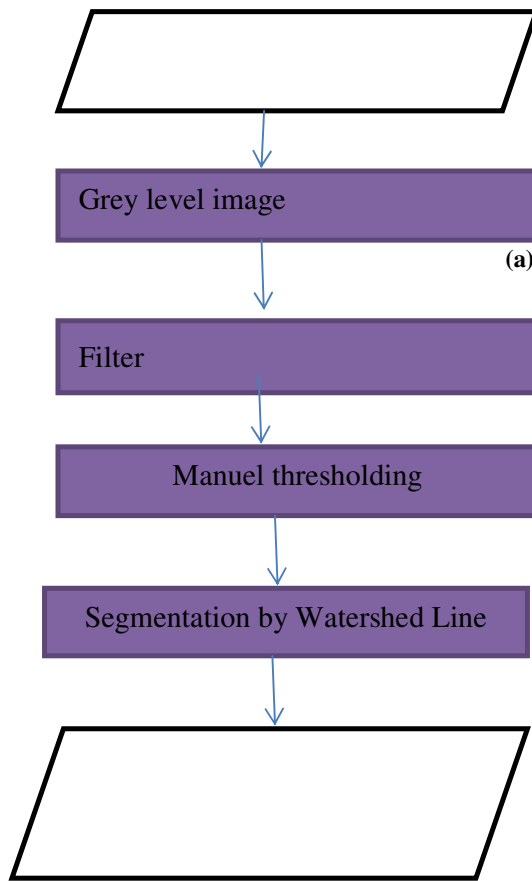 Grey level image
(a)
Filter
Manuel thresholding
Segmentation by Watershed Line